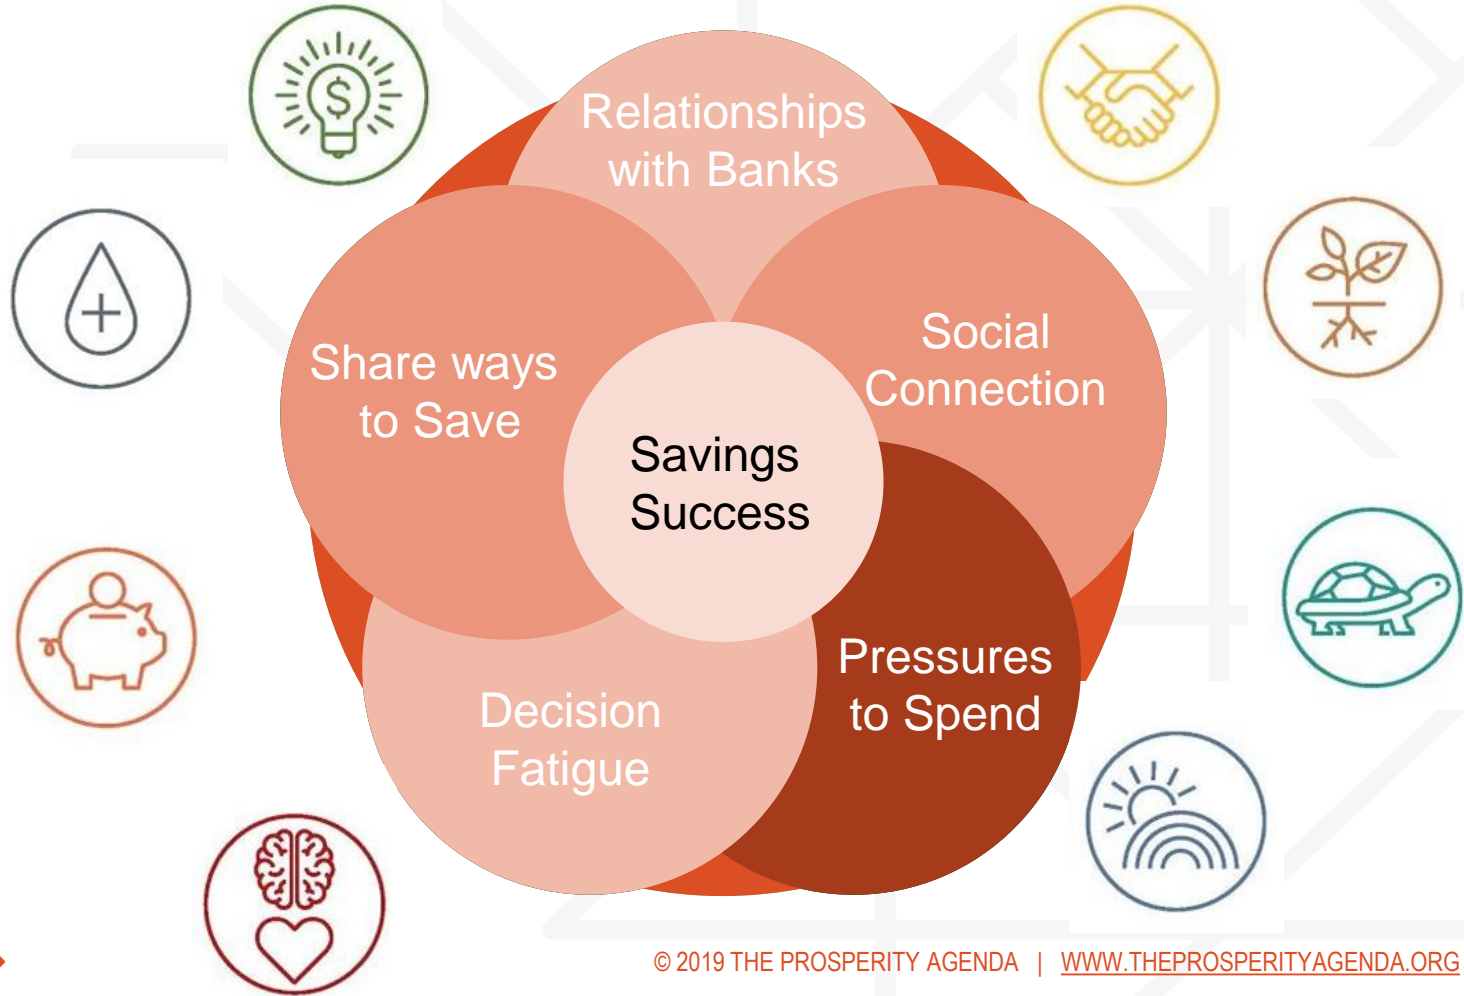 Relationships
with Banks
Share ways
to Save
Social
Connection
Savings
Success
Pressures
to Spend
Decision
Fatigue
$
© 2019 THE PROSPERITY AGENDA | WWW.THEPROSPERITYAGENDA.ORG